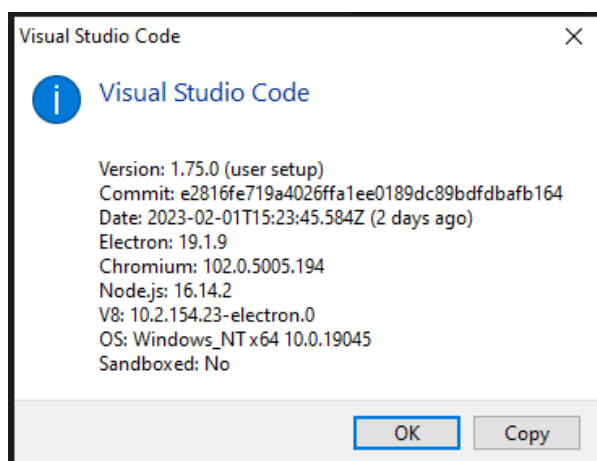 Visual Studio Code
Visual Studio Code
Version: 1.75.0 (user setup)
Commit: e2816fe719a4026ffa1ee0189dc89bdfdbafb164
Date: 2023-02-01T15:23:45.584Z (2 days ago)
Electron: 19.1.9
Chromium: 102.0.5005.194
Node.js: 16.14.2
V8: 10.2.154.23-electron.0
OS: Windows_NT x64 10.0.19045
Sandboxed: No
OK Copy